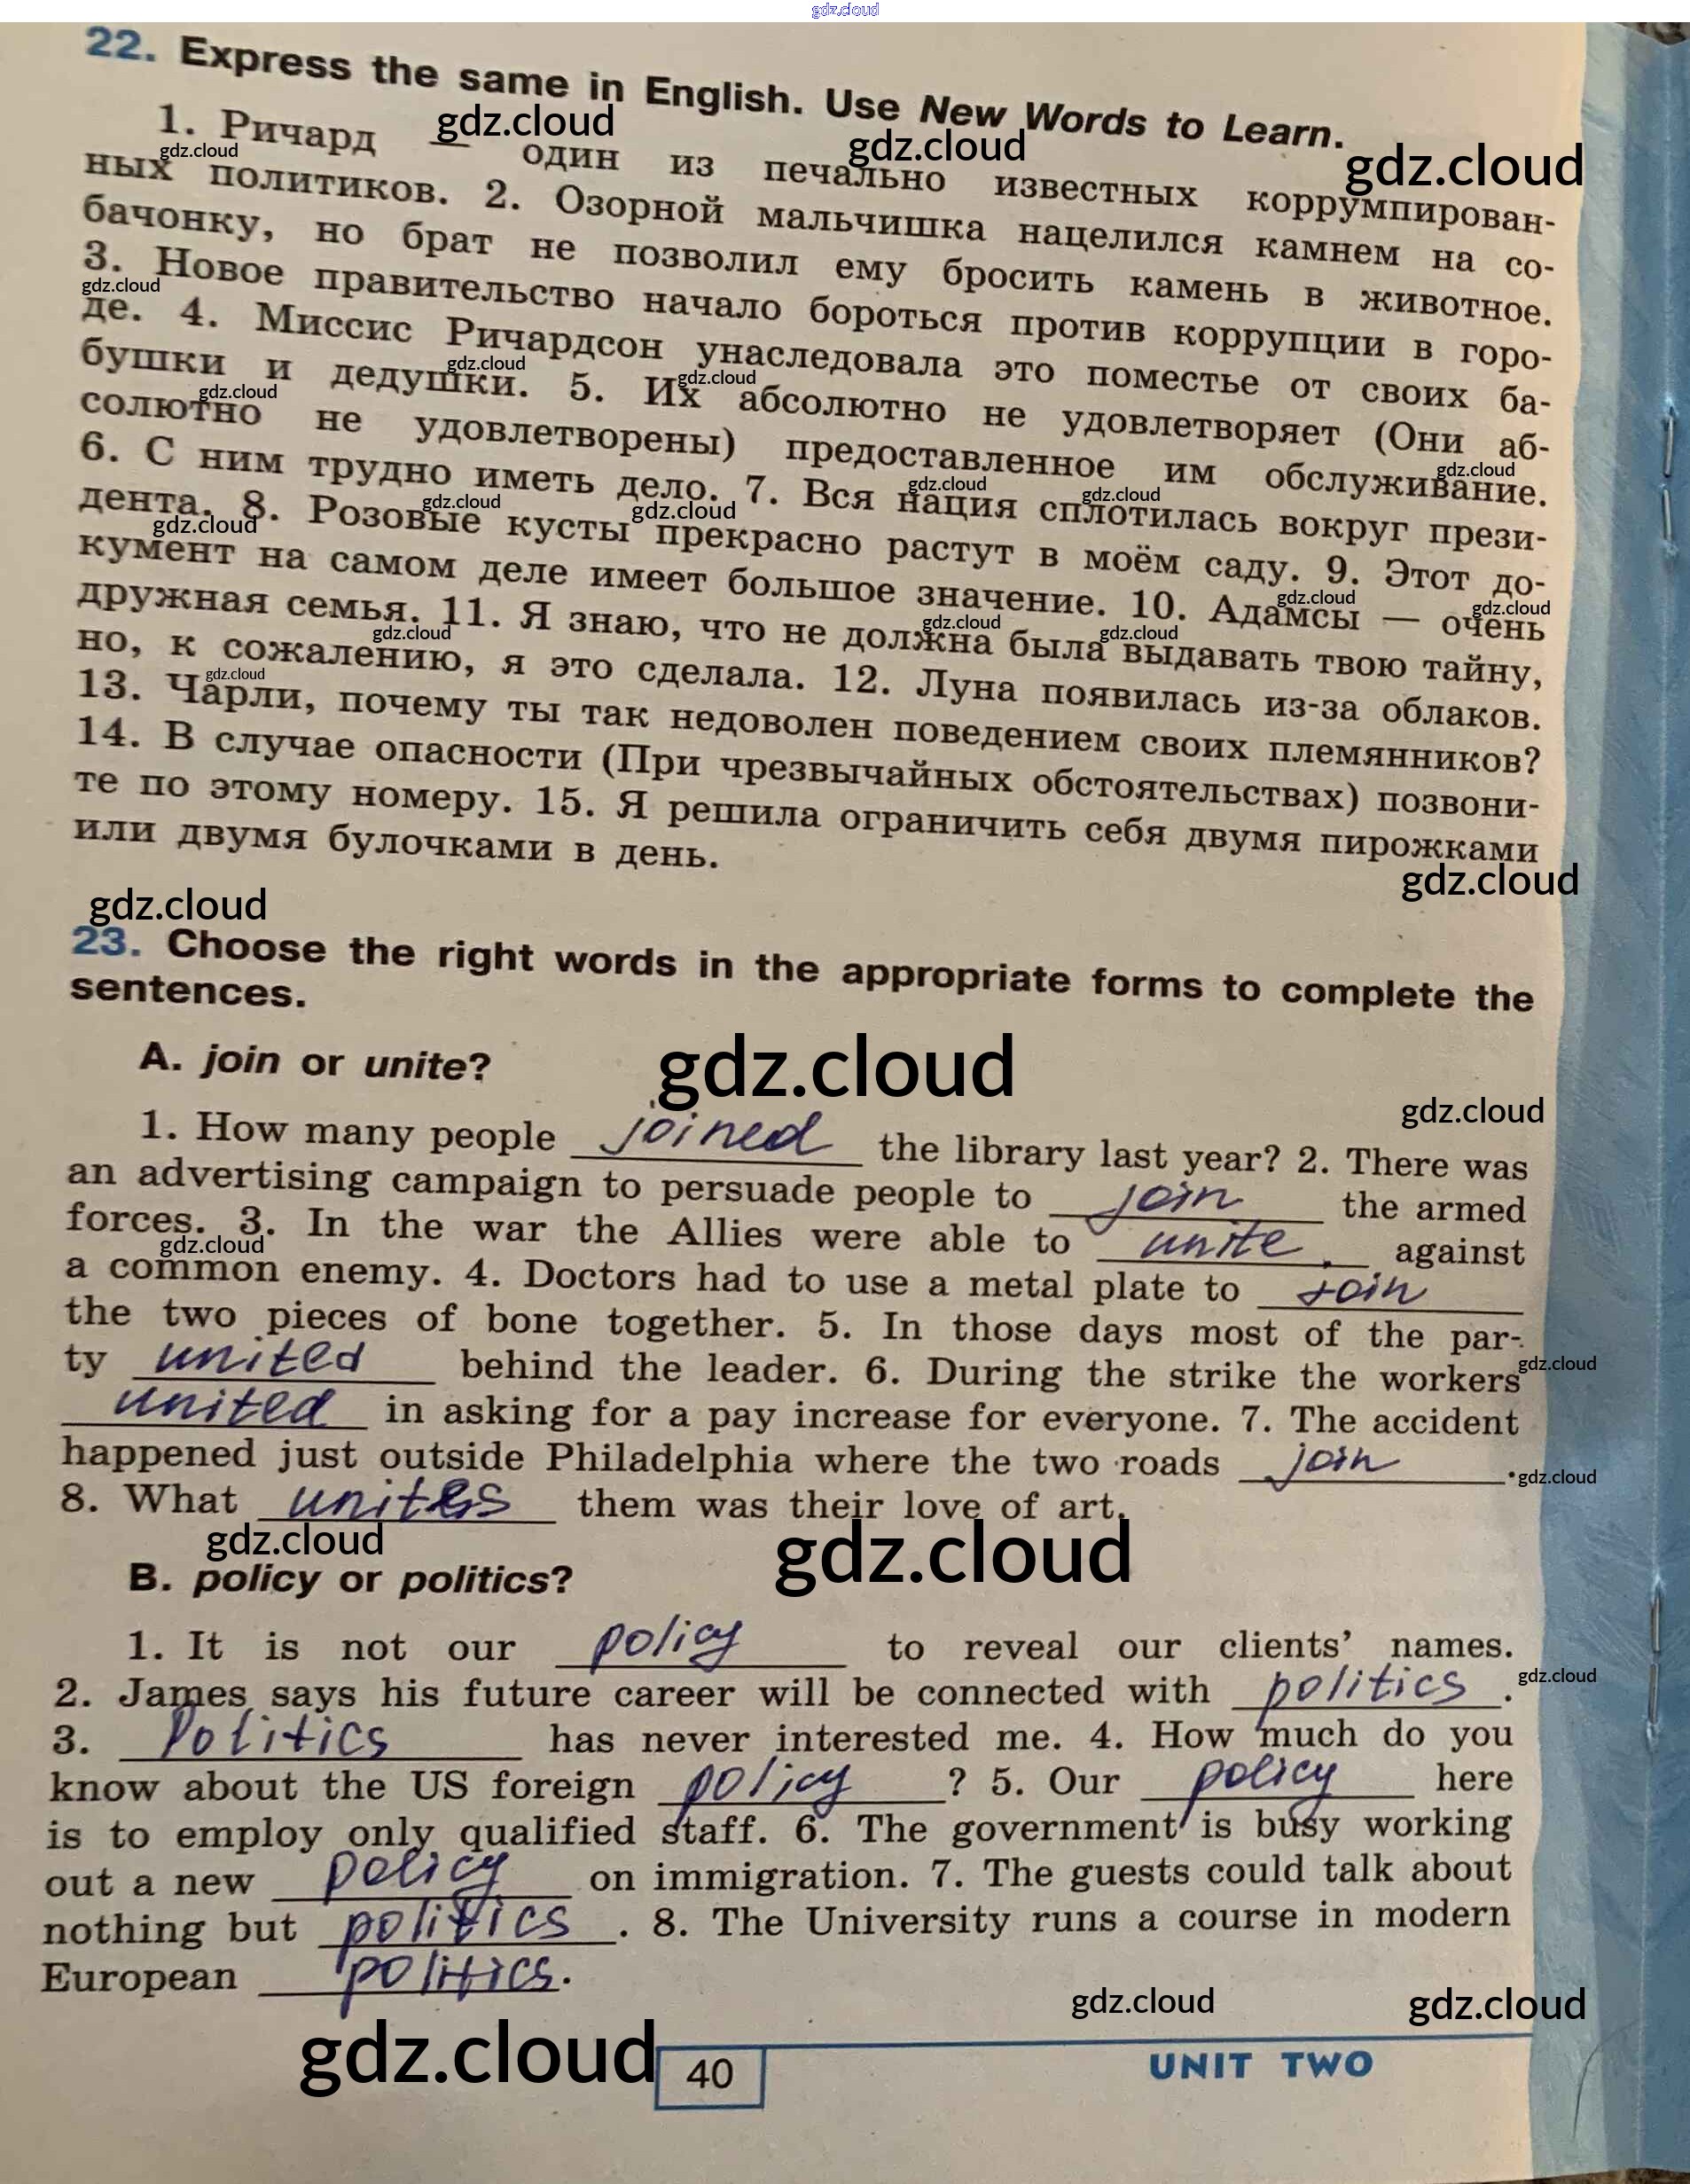 gdz.cloud
22. Express the same in English. Use New Words to Learn.
1. Ричард — один из печально известных коррумпирован-
ных политиков. 2. Озорной мальчишка нацелился камнем на со-
бачонку, но брат не позволил ему бросить камень в животное.
3. Новое правительство начало бороться против коррупции в горо-
де. 4. Миссис Ричардсон унаследовала это поместье от своих ба-
бушки и дедушки. 5. Их абсолютно не удовлетворяет (Они аб-
солютно не удовлетворены) предоставленное им обслуживание.
6. С ним трудно иметь дело. 7. Вся нация сплотилась вокруг прези-
дента. 8. Розовые кусты прекрасно растут в моём саду. 9. Этот до-
кумент на самом деле имеет большое значение. 10. Адамсы — очень
дружная семья. 11. Я знаю, что не должна была выдавать твою тайну,
но, к сожалению, я это сделала. 12. Луна появилась из-за облаков.
13. Чарли, почему ты так недоволен поведением своих племянников?
14. В случае опасности (При чрезвычайных обстоятельствах) позвони-
те по этому номеру. 15. Я решила ограничить себя двумя пирожками
или двумя булочками в день.
23. Choose the right words in the appropriate forms to complete the
sentences.
A. join or unite?
1. How many people joined the library last year? 2. There was
an advertising campaign to persuade people to join the armed
forces. 3. In the war the Allies were able to unite against
a common enemy. 4. Doctors had to use a metal plate to join
the two pieces of bone together. 5. In those days most of the par-
ty united behind the leader. 6. During the strike the workers
united in asking for a pay increase for everyone. 7. The accident
happened just outside Philadelphia where the two roads join.
8. What unites them was their love of art.
B. policy or politics?
1. It is not our policy to reveal our clients' names.
2. James says his future career will be connected with politics.
3. Politics has never interested me. 4. How much do you
know about the US foreign policy? 5. Our policy here
is to employ only qualified staff. 6. The government is busy working
out a new policy on immigration. 7. The guests could talk about
nothing but politics. 8. The University runs a course in modern
European politics.
40
UNIT TWO